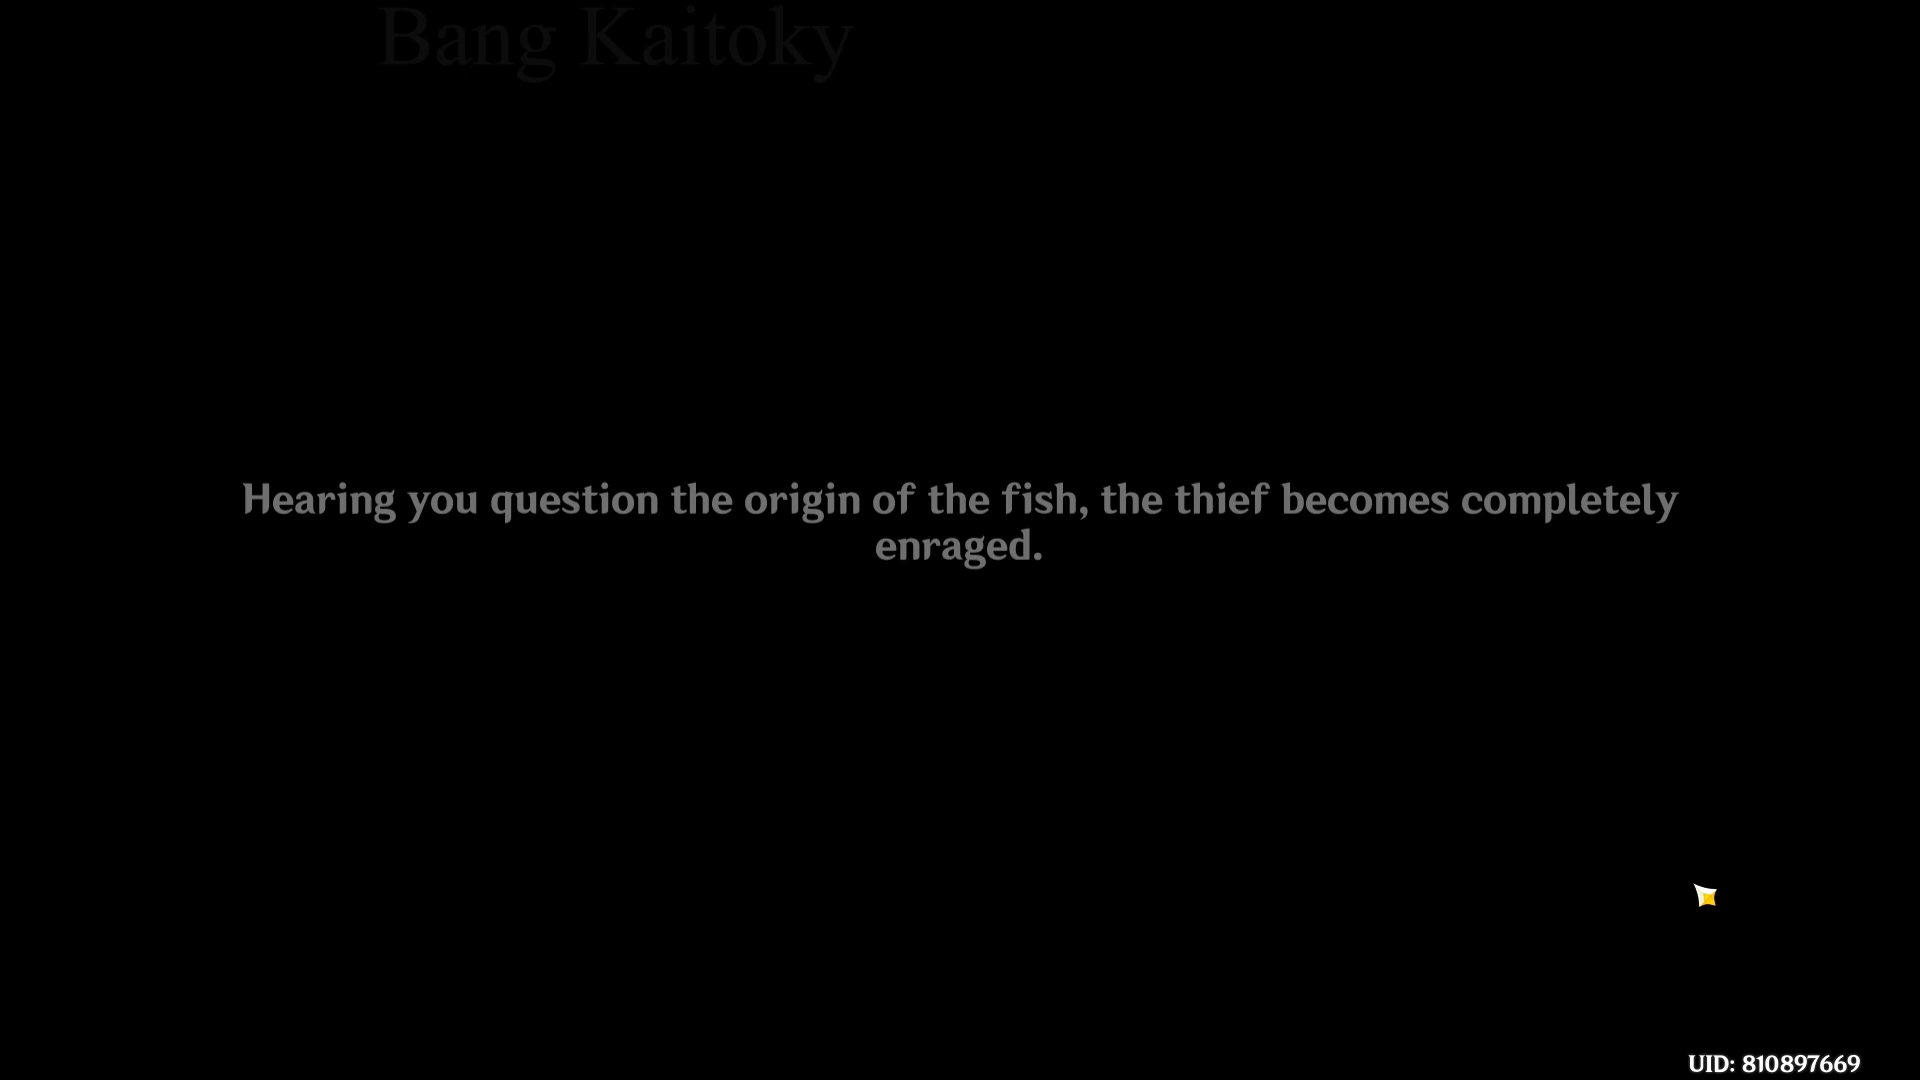 Bang Kaitoky
Hearing you question the origin of the fish, the thief becomes completely
enraged.
UID: 810897669